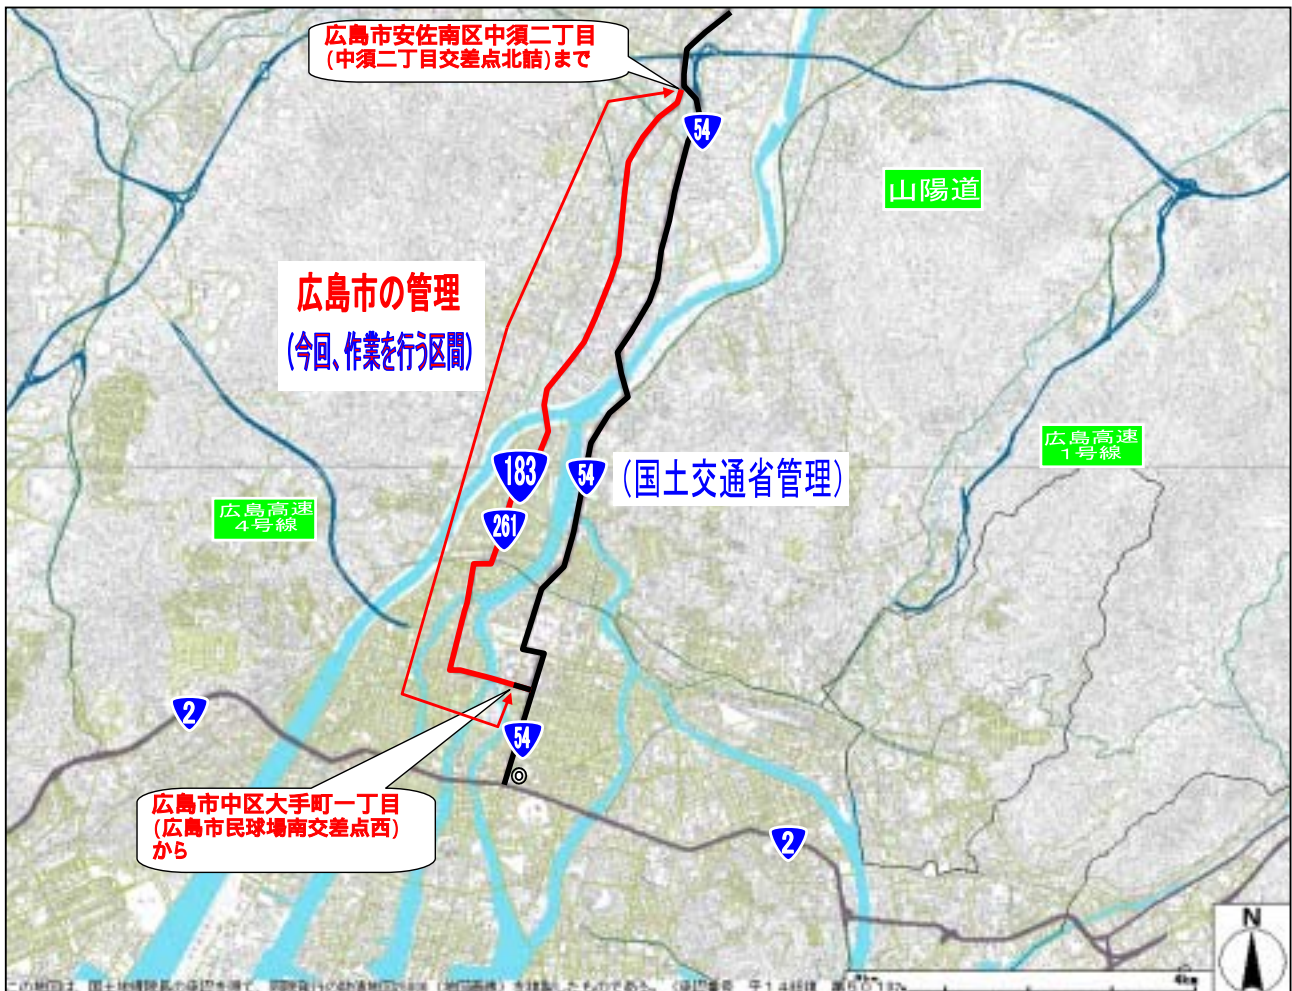 広島市安佐南区中須二丁目
(中須二丁目交差点北詰)まで
54
山陽道
広島市の管理
(今回、作業を行う区間)
広島高速
1号線
183
54
(国土交通省管理)
広島高速
4号線
261
2
54
広島市中区大手町一丁目
(広島市民球場南交差点西)
から
2
N
4km